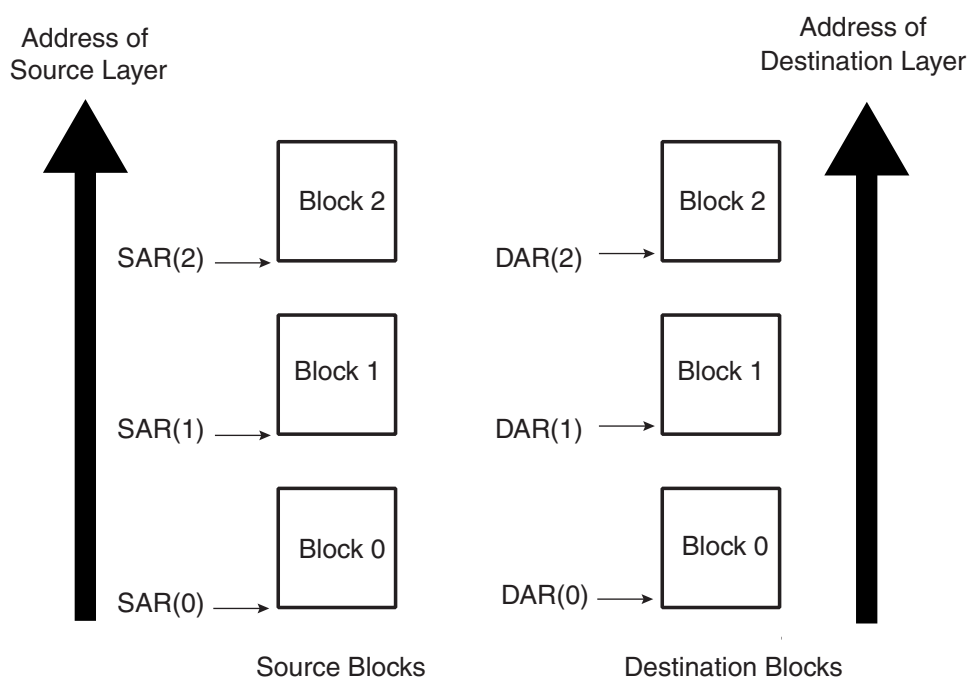 Address of
Source Layer
Address of
Destination Layer
Block 2
Block 2
SAR(2)
DAR(2)
Block 1
Block 1
SAR(1)
DAR(1)
Block 0
Block 0
SAR(0)
DAR(0)
Source Blocks
Destination Blocks